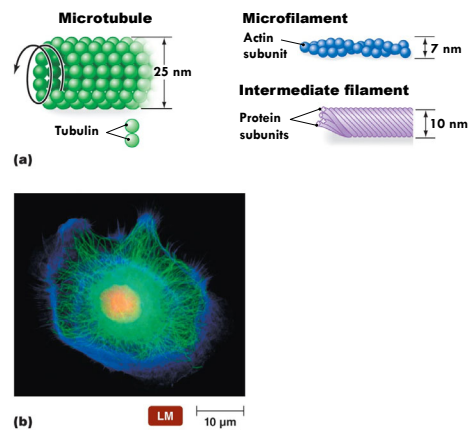 Microtubule
25 nm
Tubulin
(a)
Microfilament
Actin
subunit
7 nm
Intermediate filament
Protein
subunits
10 nm
(b)
LM
10 µm